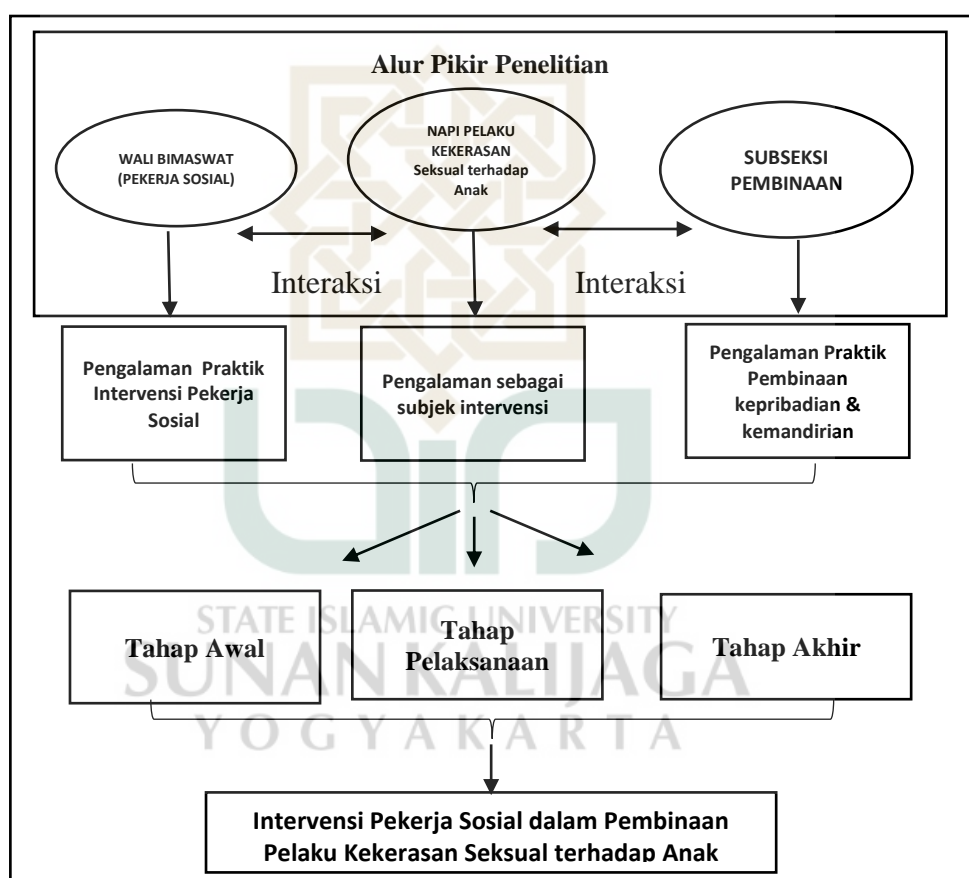 Alur Pikir Penelitian
WALI BIMASWAT
(PEKERJA SOSIAL)
NAPI PELAKU
KEKERASAN
Seksual terhadap
Anak
SUBSEKSI
PEMBINAAN
Interaksi
Interaksi
Pengalaman Praktik
Intervensi Pekerja
Sosial
Pengalaman sebagai
subjek intervensi
Pengalaman Praktik
Pembinaan
kepribadian &
kemandirian
Tahap Awal
Tahap
Pelaksanaan
Tahap Akhir
STATE ISLAMIC UNIVERSITY
SUNAN KALIJAGA
YOGYAKARTA
Intervensi Pekerja Sosial dalam Pembinaan
Pelaku Kekerasan Seksual terhadap Anak